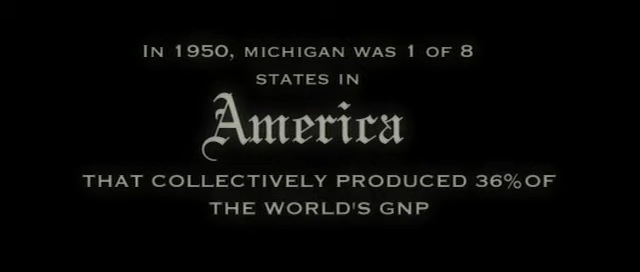 IN 1950, MICHIGAN WAS 1 OF 8
STATES IN
America
THAT COLLECTIVELY PRODUCED 36%OF
THE WORLD'S GNP